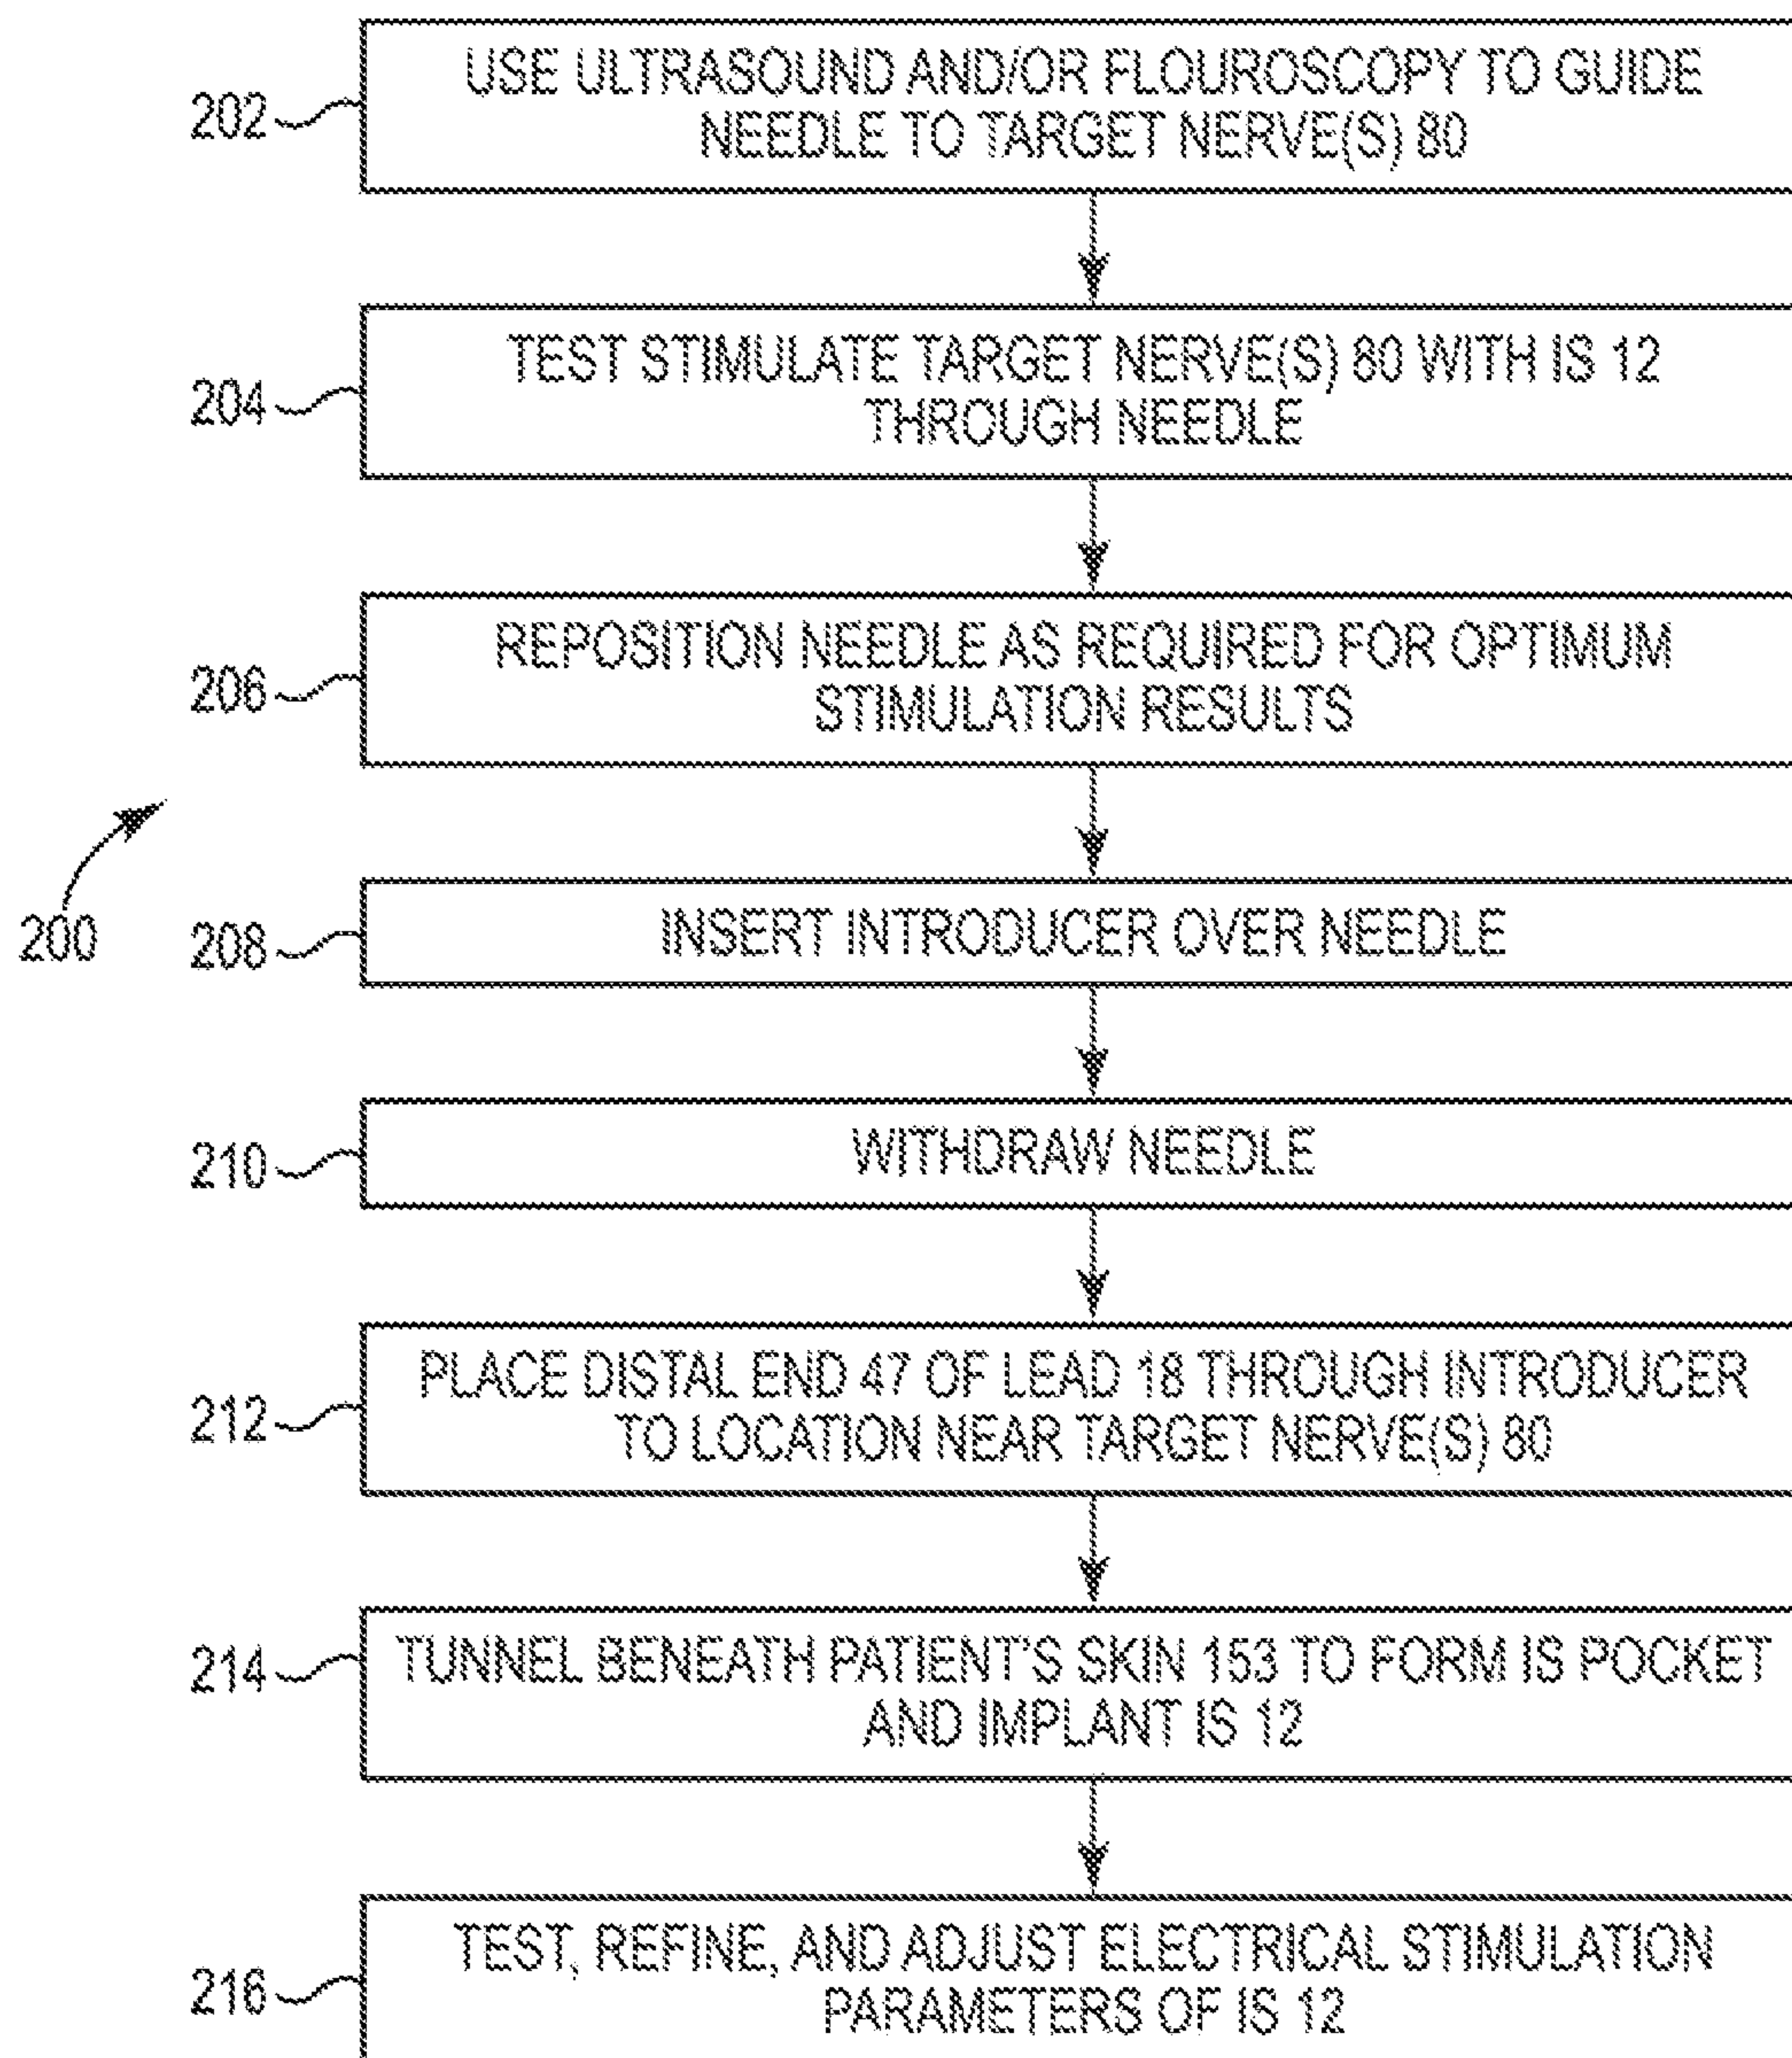 202
USE ULTRASOUND AND/OR FLOUROSCOPY TO GUIDE
NEEDLE TO TARGET NERVE(S) 80
204
TEST STIMULATE TARGET NERVE(S) 80 WITH IS 12
THROUGH NEEDLE
206
REPOSITION NEEDLE AS REQUIRED FOR OPTIMUM
STIMULATION RESULTS
200
208
INSERT INTRODUCER OVER NEEDLE
210
WITHDRAW NEEDLE
212
PLACE DISTAL END 47 OF LEAD 18 THROUGH INTRODUCER
TO LOCATION NEAR TARGET NERVE(S) 80
214
TUNNEL BENEATH PATIENT'S SKIN 153 TO FORM IS POCKET
AND IMPLANT IS 12
216
TEST, REFINE, AND ADJUST ELECTRICAL STIMULATION
PARAMETERS OF IS 12